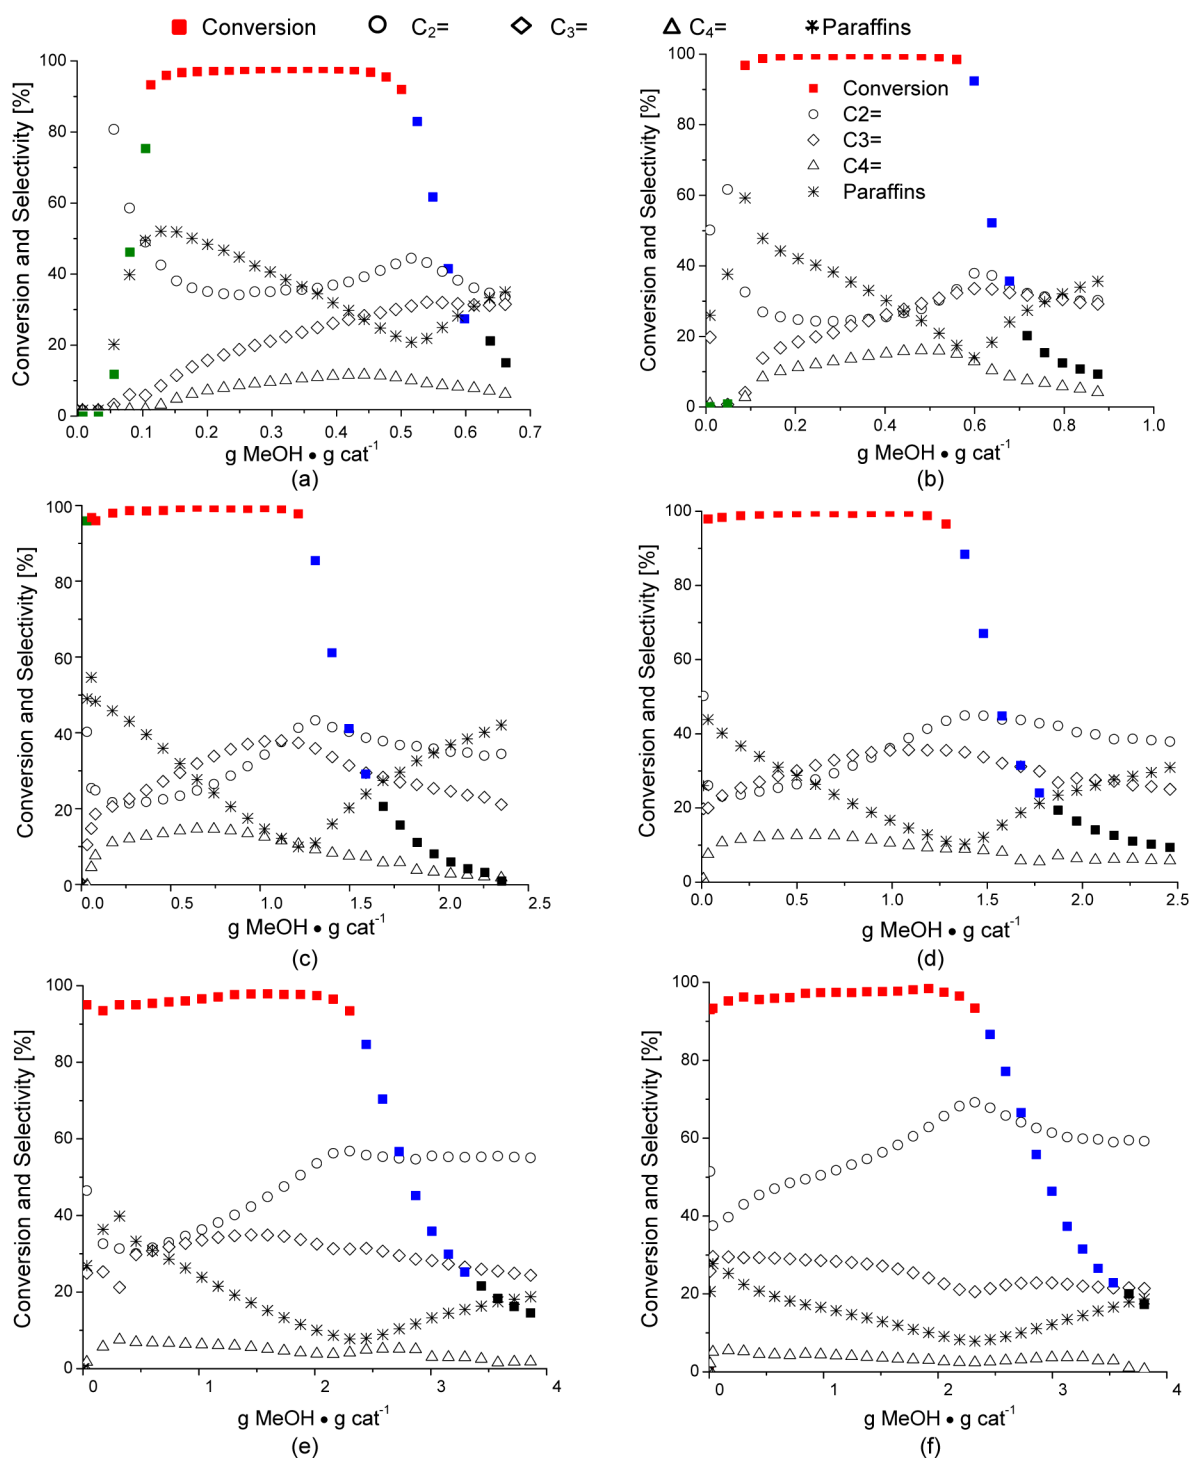 Conversion C₂= C₃= C₄= Paraffins
Conversion and Selectivity [%]
100
80
60
40
20
0
0.0 0.1 0.2 0.3 0.4 0.5 0.6 0.7
g MeOH • g cat⁻¹
(a)
Conversion and Selectivity [%]
100
80
60
40
20
0
Conversion
C2=
C3=
C4=
Paraffins
0.0 0.2 0.4 0.6 0.8 1.0
g MeOH • g cat⁻¹
(b)
Conversion and Selectivity [%]
100
80
60
40
20
0
0.0 0.5 1.0 1.5 2.0 2.5
g MeOH • g cat⁻¹
(c)
Conversion and Selectivity [%]
100
80
60
40
20
0
0.0 0.5 1.0 1.5 2.0 2.5
g MeOH • g cat⁻¹
(d)
Conversion and Selectivity [%]
100
80
60
40
20
0
0 1 2 3 4
g MeOH • g cat⁻¹
(e)
Conversion and Selectivity [%]
100
80
60
40
20
0
0 1 2 3 4
g MeOH • g cat⁻¹
(f)